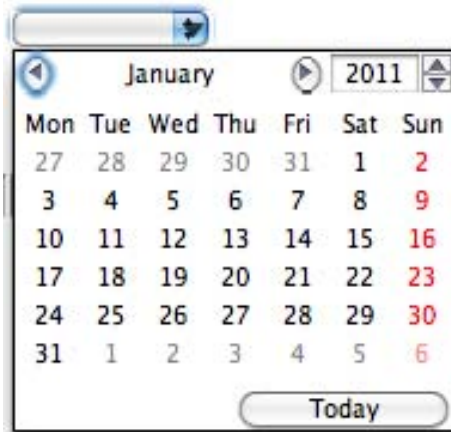 January 2011
Mon Tue Wed Thu Fri Sat Sun
27 28 29 30 31 1 2
3 4 5 6 7 8 9
10 11 12 13 14 15 16
17 18 19 20 21 22 23
24 25 26 27 28 29 30
31 1 2 3 4 5 6
Today